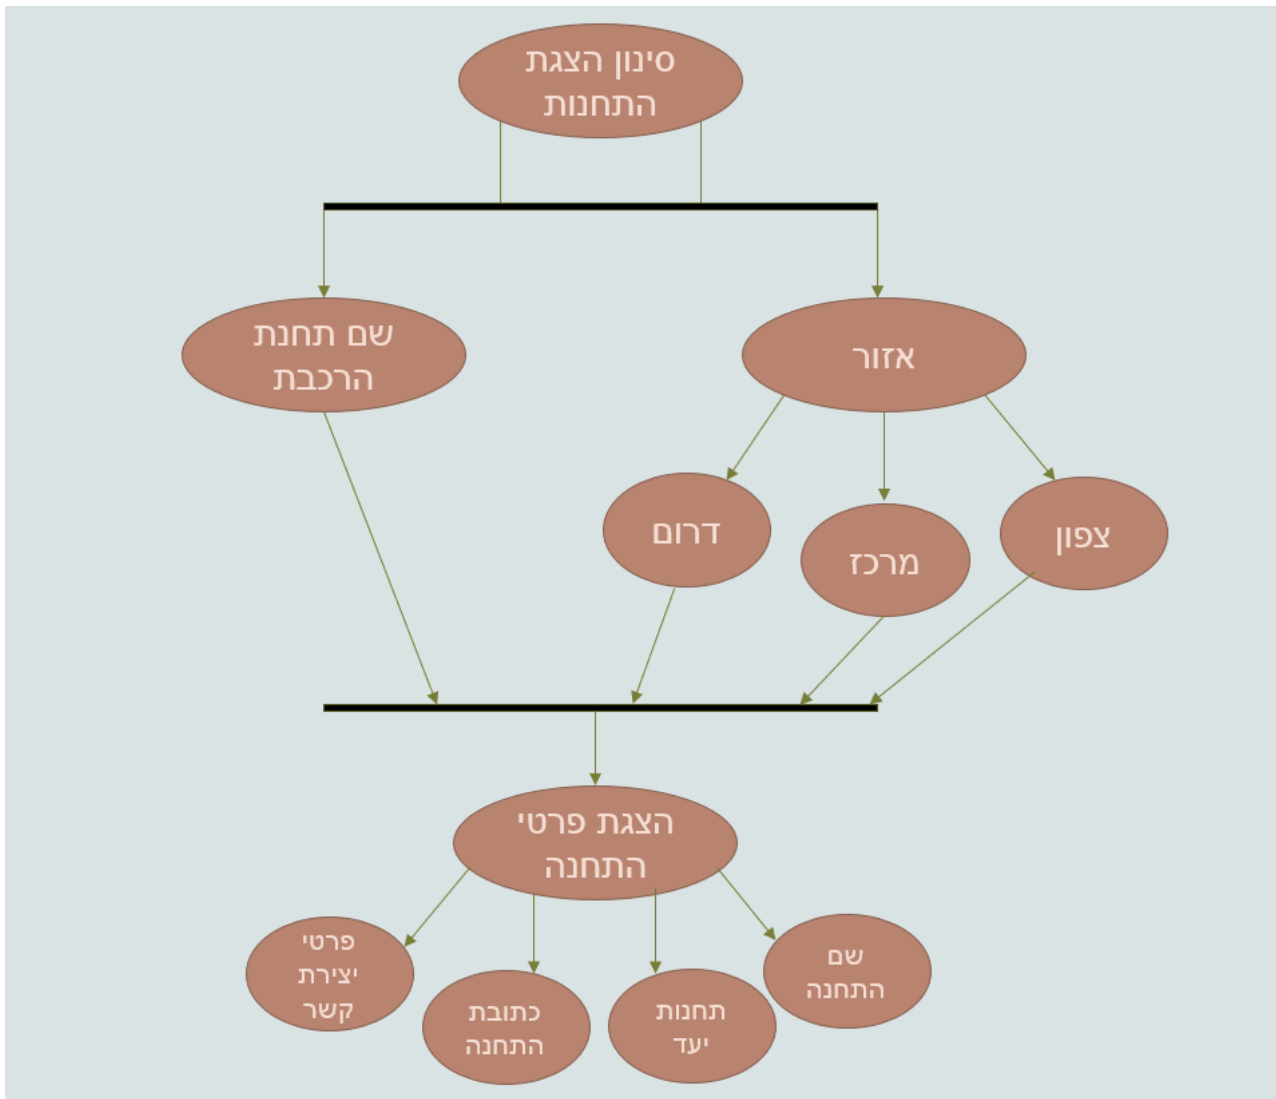 סינון הצגת
התחנות
אזור
שם תחנת
הרכבת
צפון
מרכז
דרום
הצגת פרטי
התחנה
שם
התחנה
תחנות
יעד
כתובת
התחנה
פרטי
יצירת
קשר